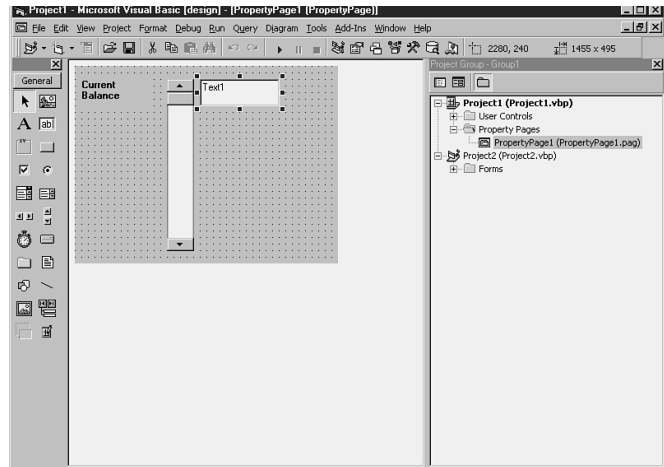 Project1 - Microsoft Visual Basic [design] - [PropertyPage1 (PropertyPage)]
File Edit View Project Format Debug Run Query Diagram Tools Add-Ins Window Help
2280, 240 1455 x 495
Project Group - Group1
General
Current
Balance
Text1
A ab|
Project1 (Project1.vbp)
User Controls
Property Pages
PropertyPage1 (PropertyPage1.pag)
Project2 (Project2.vbp)
Forms